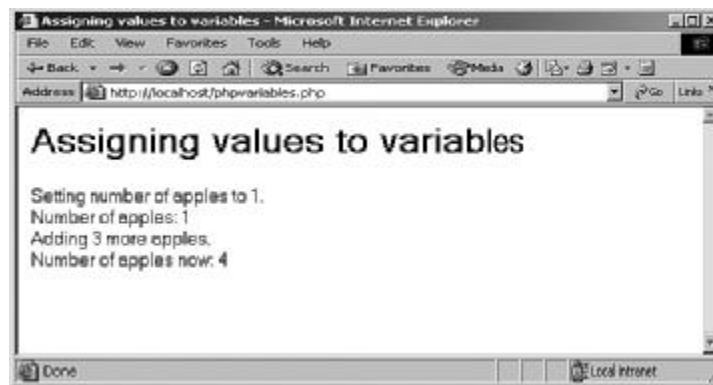 Assigning values to variables - Microsoft Internet Explorer
File Edit View Favorites Tools Help
Back Search Favorites Media
Address http://localhost/phpvariables.php Go Links
Assigning values to variables
Setting number of apples to 1.
Number of apples: 1
Adding 3 more apples.
Number of apples now: 4
Done Local intranet